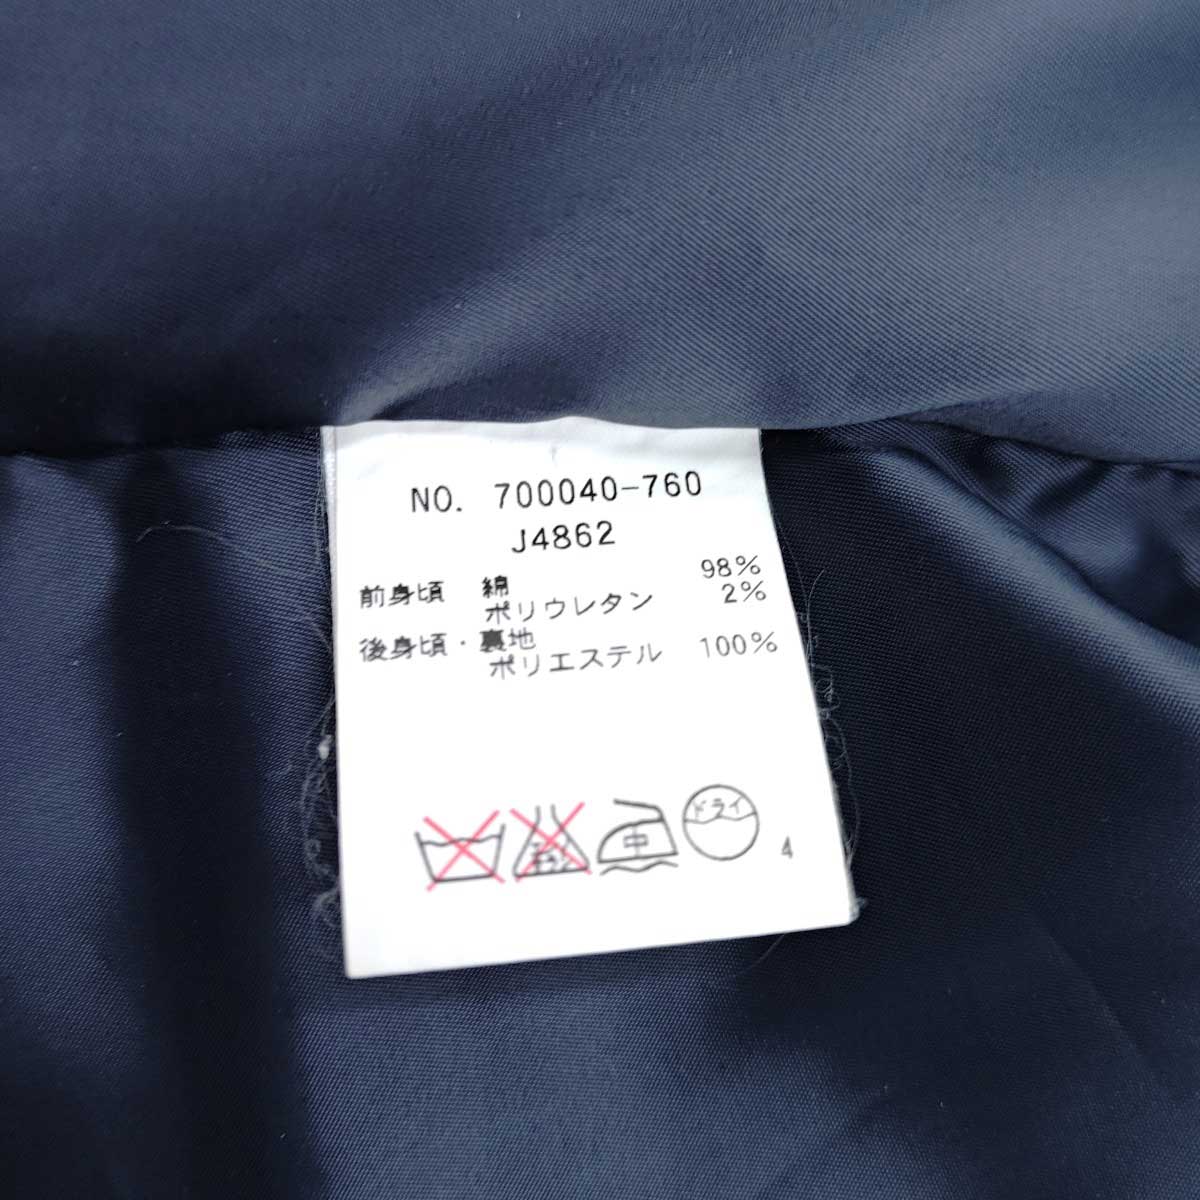 NO. 700040-760
J4862
前身頃 綿 98%
ポリウレタン 2%
後身頃・裏地
ポリエステル 100%
中
ドライ
4